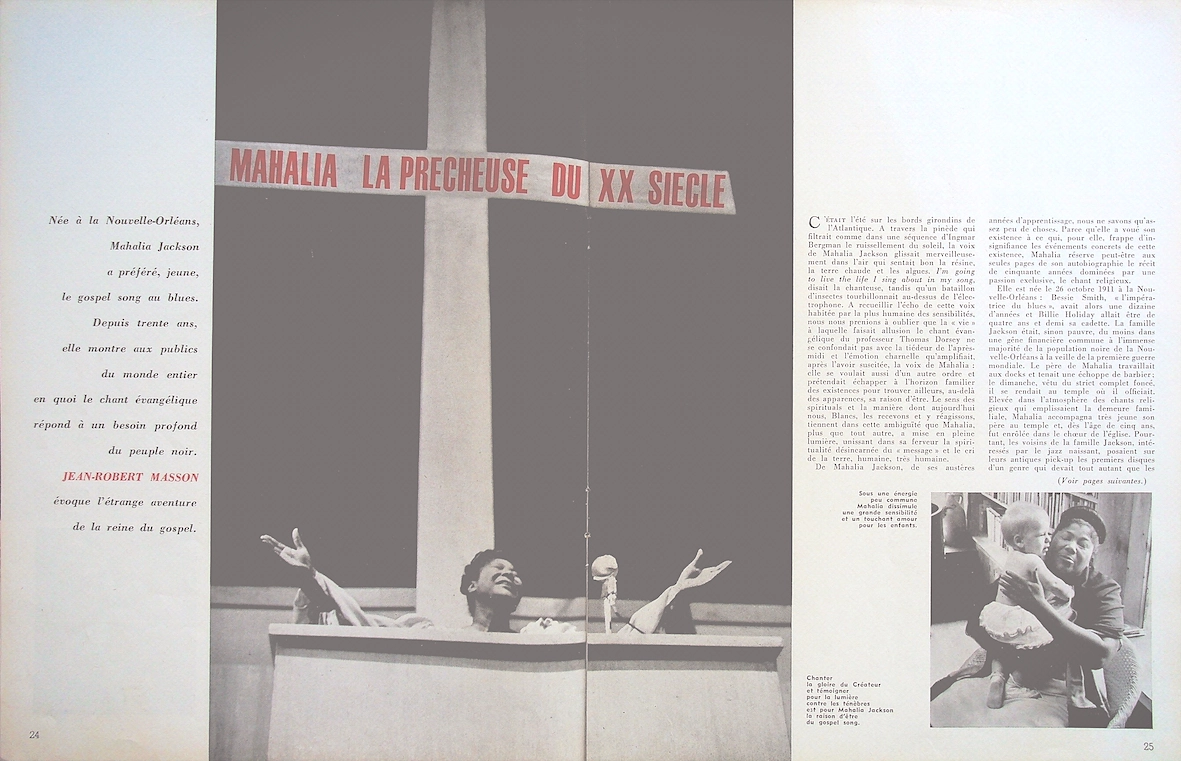 Née à la Nouvelle-Orléans,
Mahalia Jackson
a préféré, jeune,
le gospel song au blues.
Depuis trente ans,
elle montre aux publics
du monde entier
en quoi le chant évangélique
répond à un besoin profond
du peuple noir.
JEAN-ROBERT MASSON
évoque l'étrange aventure
de la reine du gospel.
24
MAHALIA LA PRECHEUSE DU XX SIECLE
C'ÉTAIT l'été sur les bords girondins de
l'Atlantique. A travers la pinède qui
filtrait comme dans une séquence d'Ingmar
Bergman le ruissellement du soleil, la voix
de Mahalia Jackson glissait merveilleuse-
ment dans l'air qui sentait bon la résine,
la terre chaude et les algues. I'm going
to live the life I sing about in my song,
disait la chanteuse, tandis qu'un bataillon
d'insectes tourbillonnait au-dessus de l'élec-
trophone. A recueillir l'écho de cette voix
habitée par la plus humaine des sensibilités,
nous nous prenions à oublier que la « vie »
à laquelle faisait allusion le chant évan-
gélique du professeur Thomas Dorsey ne
se confondait pas avec la tiédeur de l'après-
midi et l'émotion charnelle qu'amplifiait,
après l'avoir suscitée, la voix de Mahalia :
elle se voulait aussi d'un autre ordre et
prétendait échapper à l'horizon familier
des existences pour trouver ailleurs, au-delà
des apparences, sa raison d'être. Le sens des
spirituals et la manière dont aujourd'hui
nous, Blancs, les recevons et y réagissons,
tiennent dans cette ambiguïté que Mahalia,
plus que tout autre, a mise en pleine
lumière, unissant dans sa ferveur la spiri-
tualité désincarnée du « message » et le cri
de la terre, humaine, très humaine.
De Mahalia Jackson, de ses austères
années d'apprentissage, nous ne savons qu'as-
sez peu de choses. Parce qu'elle a voué son
existence à ce qui, pour elle, frappe d'in-
signifiance les événements concrets de cette
existence, Mahalia réserve peut-être aux
seules pages de son autobiographie le récit
de cinquante années dominées par une
passion exclusive, le chant religieux.
Elle est née le 26 octobre 1911 à la Nou-
velle-Orléans : Bessie Smith, « l'impéra-
trice du blues », avait alors une dizaine
d'années et Billie Holiday allait être de
quatre ans et demi sa cadette. La famille
Jackson était, sinon pauvre, du moins dans
une gêne financière commune à l'immense
majorité de la population noire de la Nou-
velle-Orléans à la veille de la première guerre
mondiale. Le père de Mahalia travaillait
aux docks et tenait une échoppe de barbier ;
le dimanche, vêtu du strict complet foncé,
il se rendait au temple où il officiait.
Elevée dans l'atmosphère des chants reli-
gieux qui emplissaient la demeure fami-
liale, Mahalia accompagna très jeune son
père au temple et, dès l'âge de cinq ans,
fut enrôlée dans le chœur de l'église. Pour-
tant, les voisins de la famille Jackson, inté-
ressés par le jazz naissant, posaient sur
leurs antiques pick-up les premiers disques
d'un genre qui devait tout autant que les
(Voir pages suivantes.)
Sous une énergie
peu commune
Mahalia dissimule
une grande sensibilité
et un touchant amour
pour les enfants.
Chanter
la gloire du Créateur
et témoigner
pour la lumière
contre les ténèbres
est pour Mahalia Jackson
la raison d'être
du gospel song.
25